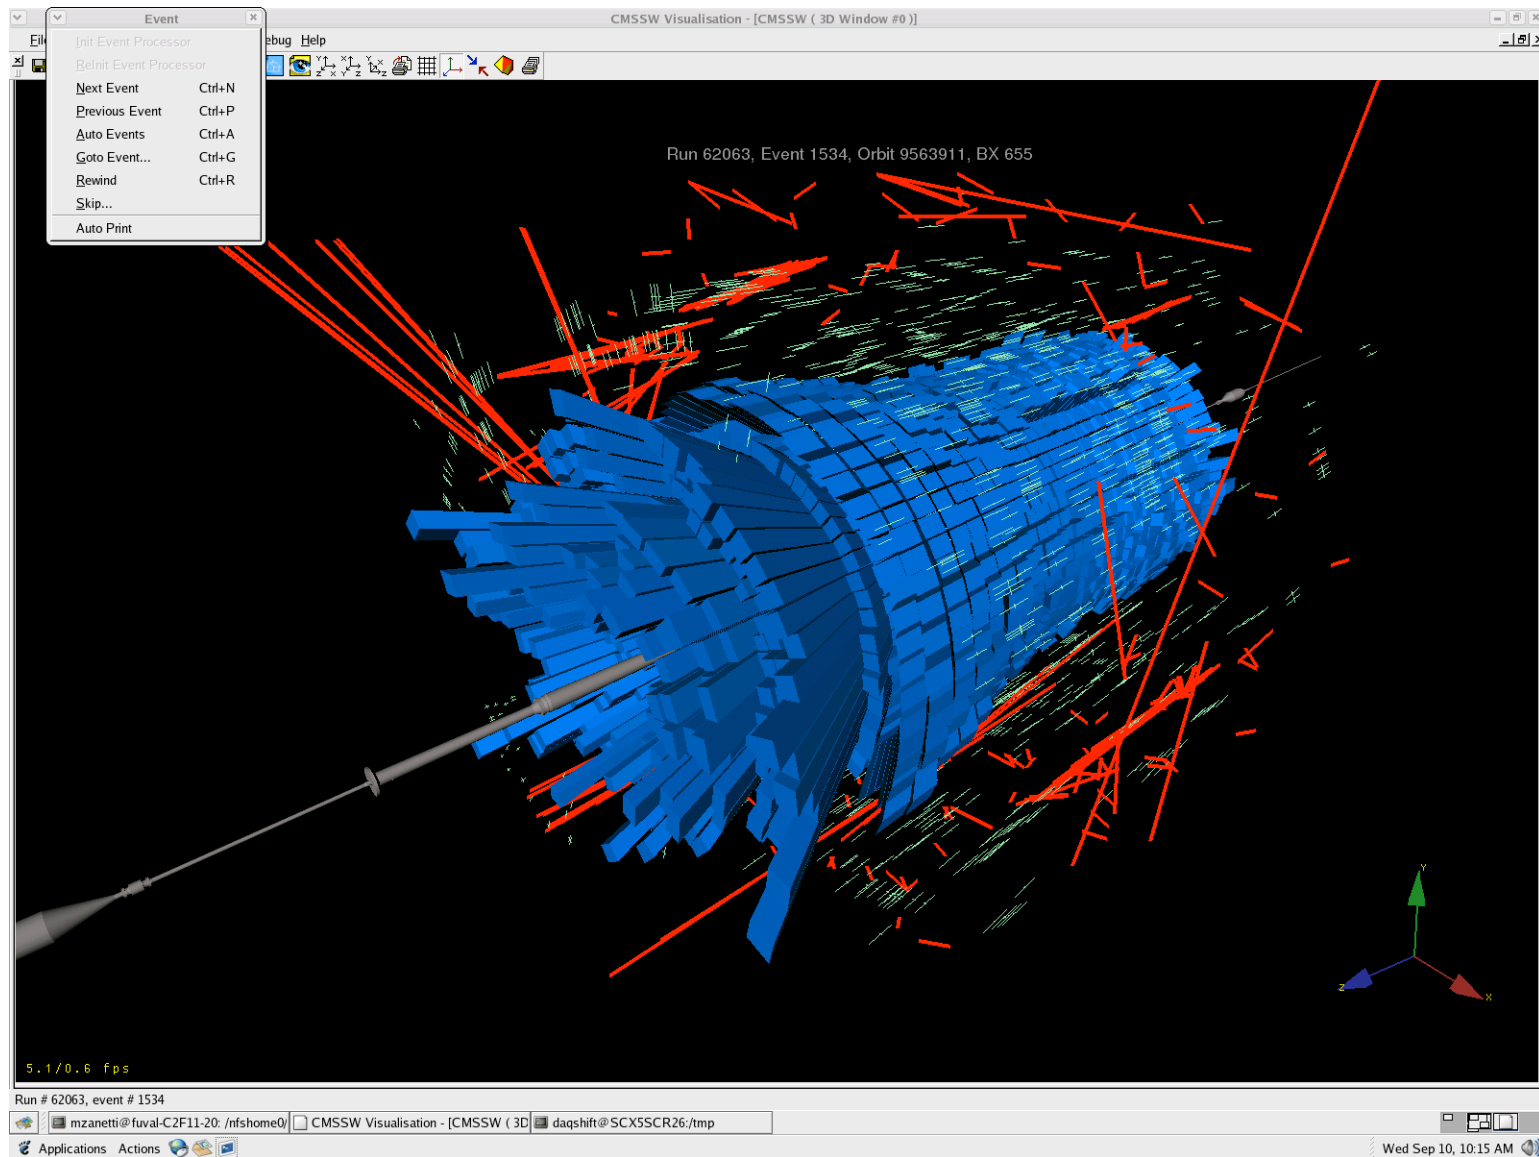 Event
CMSSW Visualisation - [CMSSW ( 3D Window #0 )]
ebug Help
Init Event Processor
ReInit Event Processor
Next Event Ctrl+N
Previous Event Ctrl+P
Auto Events Ctrl+A
Goto Event... Ctrl+G
Rewind Ctrl+R
Skip...
Auto Print
Run 62063, Event 1534, Orbit 9563911, BX 655
Y
Z
X
5.1/0.6 fps
Run # 62063, event # 1534
mzanetti@fuval-C2F11-20: /nfshome0/
CMSSW Visualisation - [CMSSW ( 3D
daqshift@SCX5SCR26:/tmp
Applications Actions
Wed Sep 10, 10:15 AM